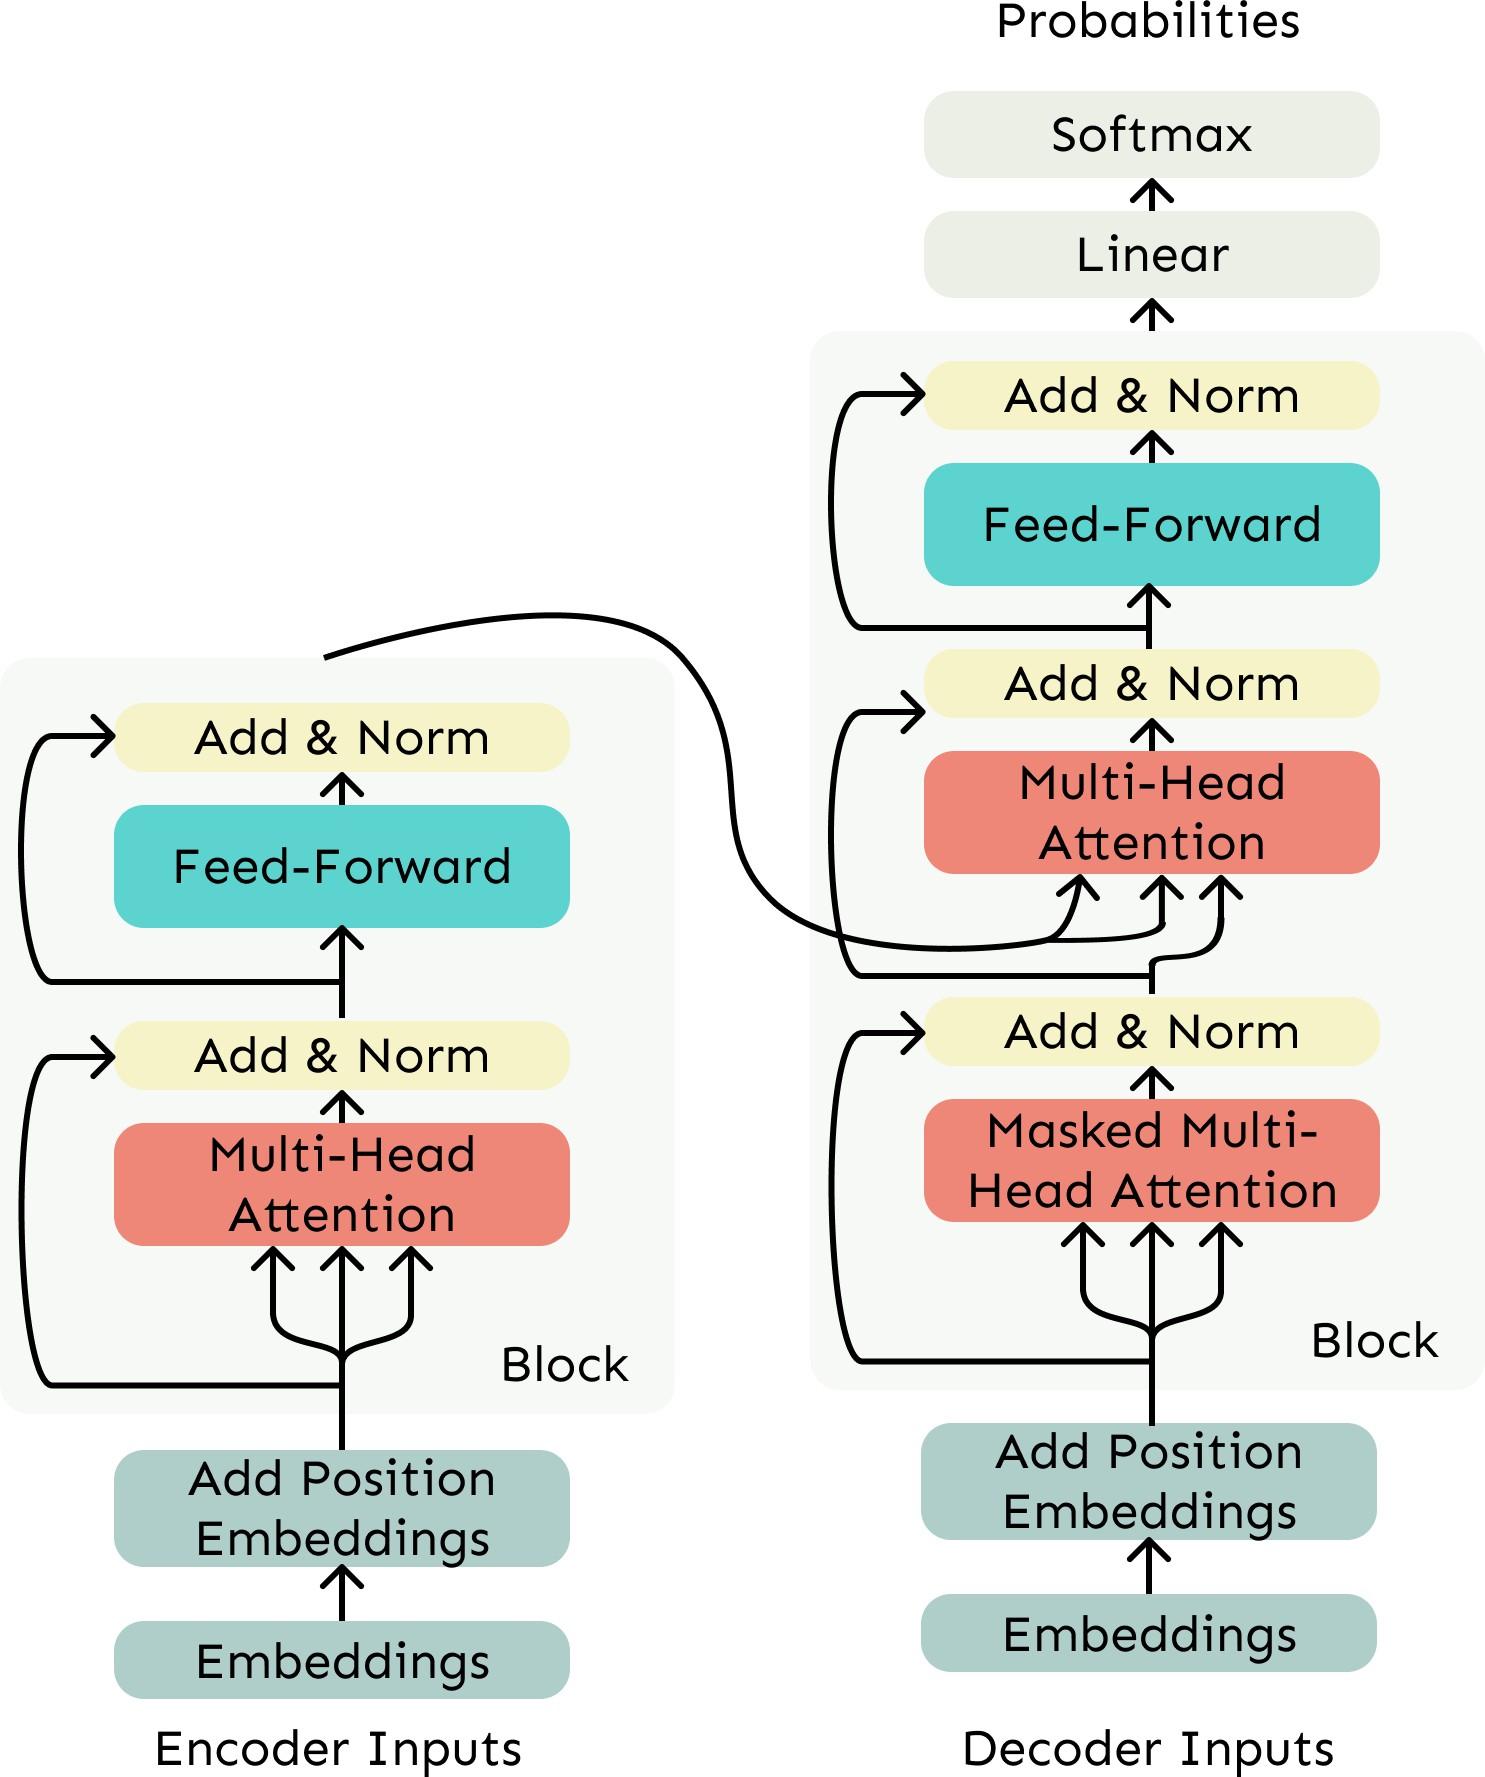 Probabilities
Softmax
Linear
Add & Norm
Feed-Forward
Add & Norm
Multi-Head
Attention
Add & Norm
Masked Multi-
Head Attention
Block
Add Position
Embeddings
Embeddings
Decoder Inputs
Add & Norm
Feed-Forward
Add & Norm
Multi-Head
Attention
Block
Add Position
Embeddings
Embeddings
Encoder Inputs